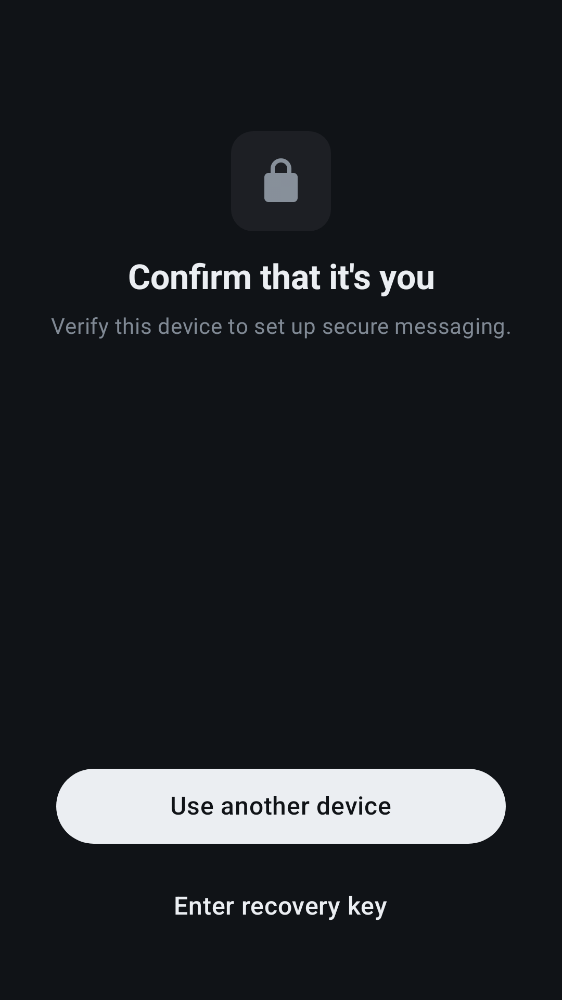 Confirm that it's you
Verify this device to set up secure messaging.
Use another device
Enter recovery key